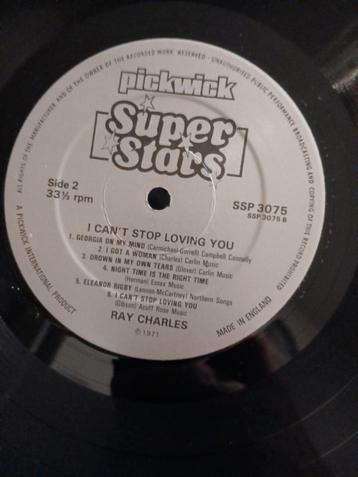 ALL RIGHTS OF THE MANUFACTURER AND OF THE OWNER OF THE RECORDED WORK RESERVED - UNAUTHORISED PUBLIC PERFORMANCE BROADCASTING AND COPYING OF THIS RECORD PROHIBITED
pickwick
Super
Stars
Side 2
33⅓ rpm
SSP 3075
SSP 3075 B
I CAN'T STOP LOVING YOU
1. GEORGIA ON MY MIND (Carmichael-Gorrell) Campbell Connelly
2. I GOT A WOMAN (Charles) Carlin Music
3. DROWN IN MY OWN TEARS (Glover) Carlin Music
4. NIGHT TIME IS THE RIGHT TIME
(Herman) Essex Music
5. ELEANOR RIGBY (Lennon-McCartney) Northern Songs
6. I CAN'T STOP LOVING YOU
(Gibson) Acuff Rose Music
RAY CHARLES
℗ 1971
A PICKWICK INTERNATIONAL PRODUCT
MADE IN ENGLAND